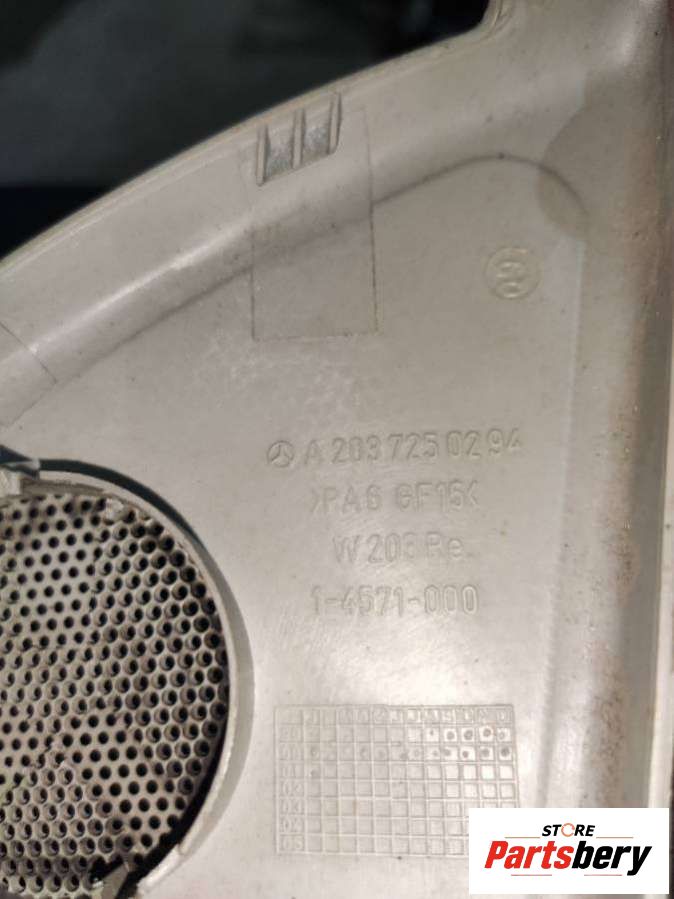 A 203 725 02 94
>PA6 GF15<
W 203 Re.
1-4571-000
STORE
Partsbery